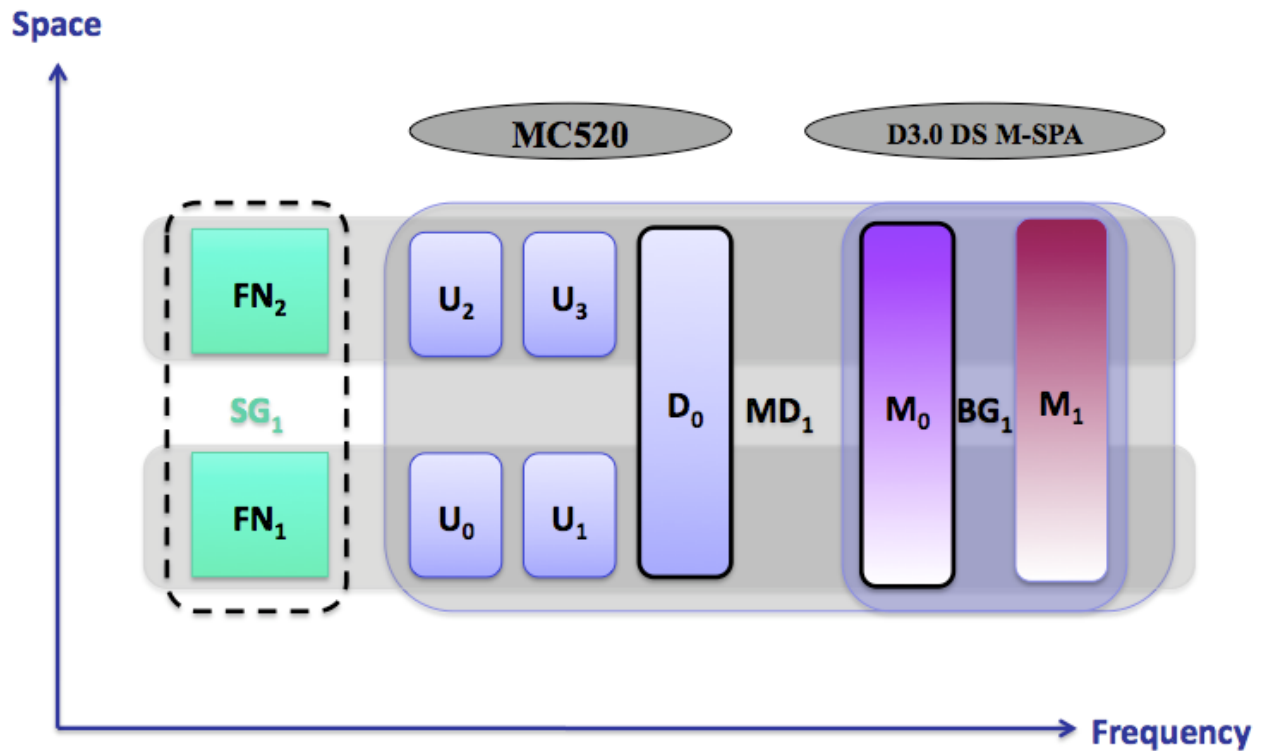 Space
MC520
D3.0 DS M-SPA
FN₂
U₂
U₃
SG₁
D₀
MD₁
M₀
BG₁
M₁
FN₁
U₀
U₁
Frequency